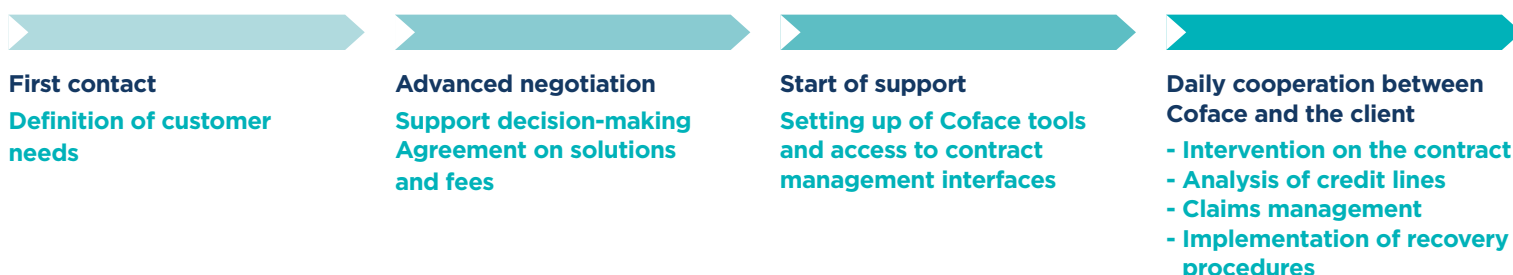 First contact
Definition of customer
needs
Advanced negotiation
Support decision-making
Agreement on solutions
and fees
Start of support
Setting up of Coface tools
and access to contract
management interfaces
Daily cooperation between
Coface and the client
- Intervention on the contract
- Analysis of credit lines
- Claims management
- Implementation of recovery
procedures